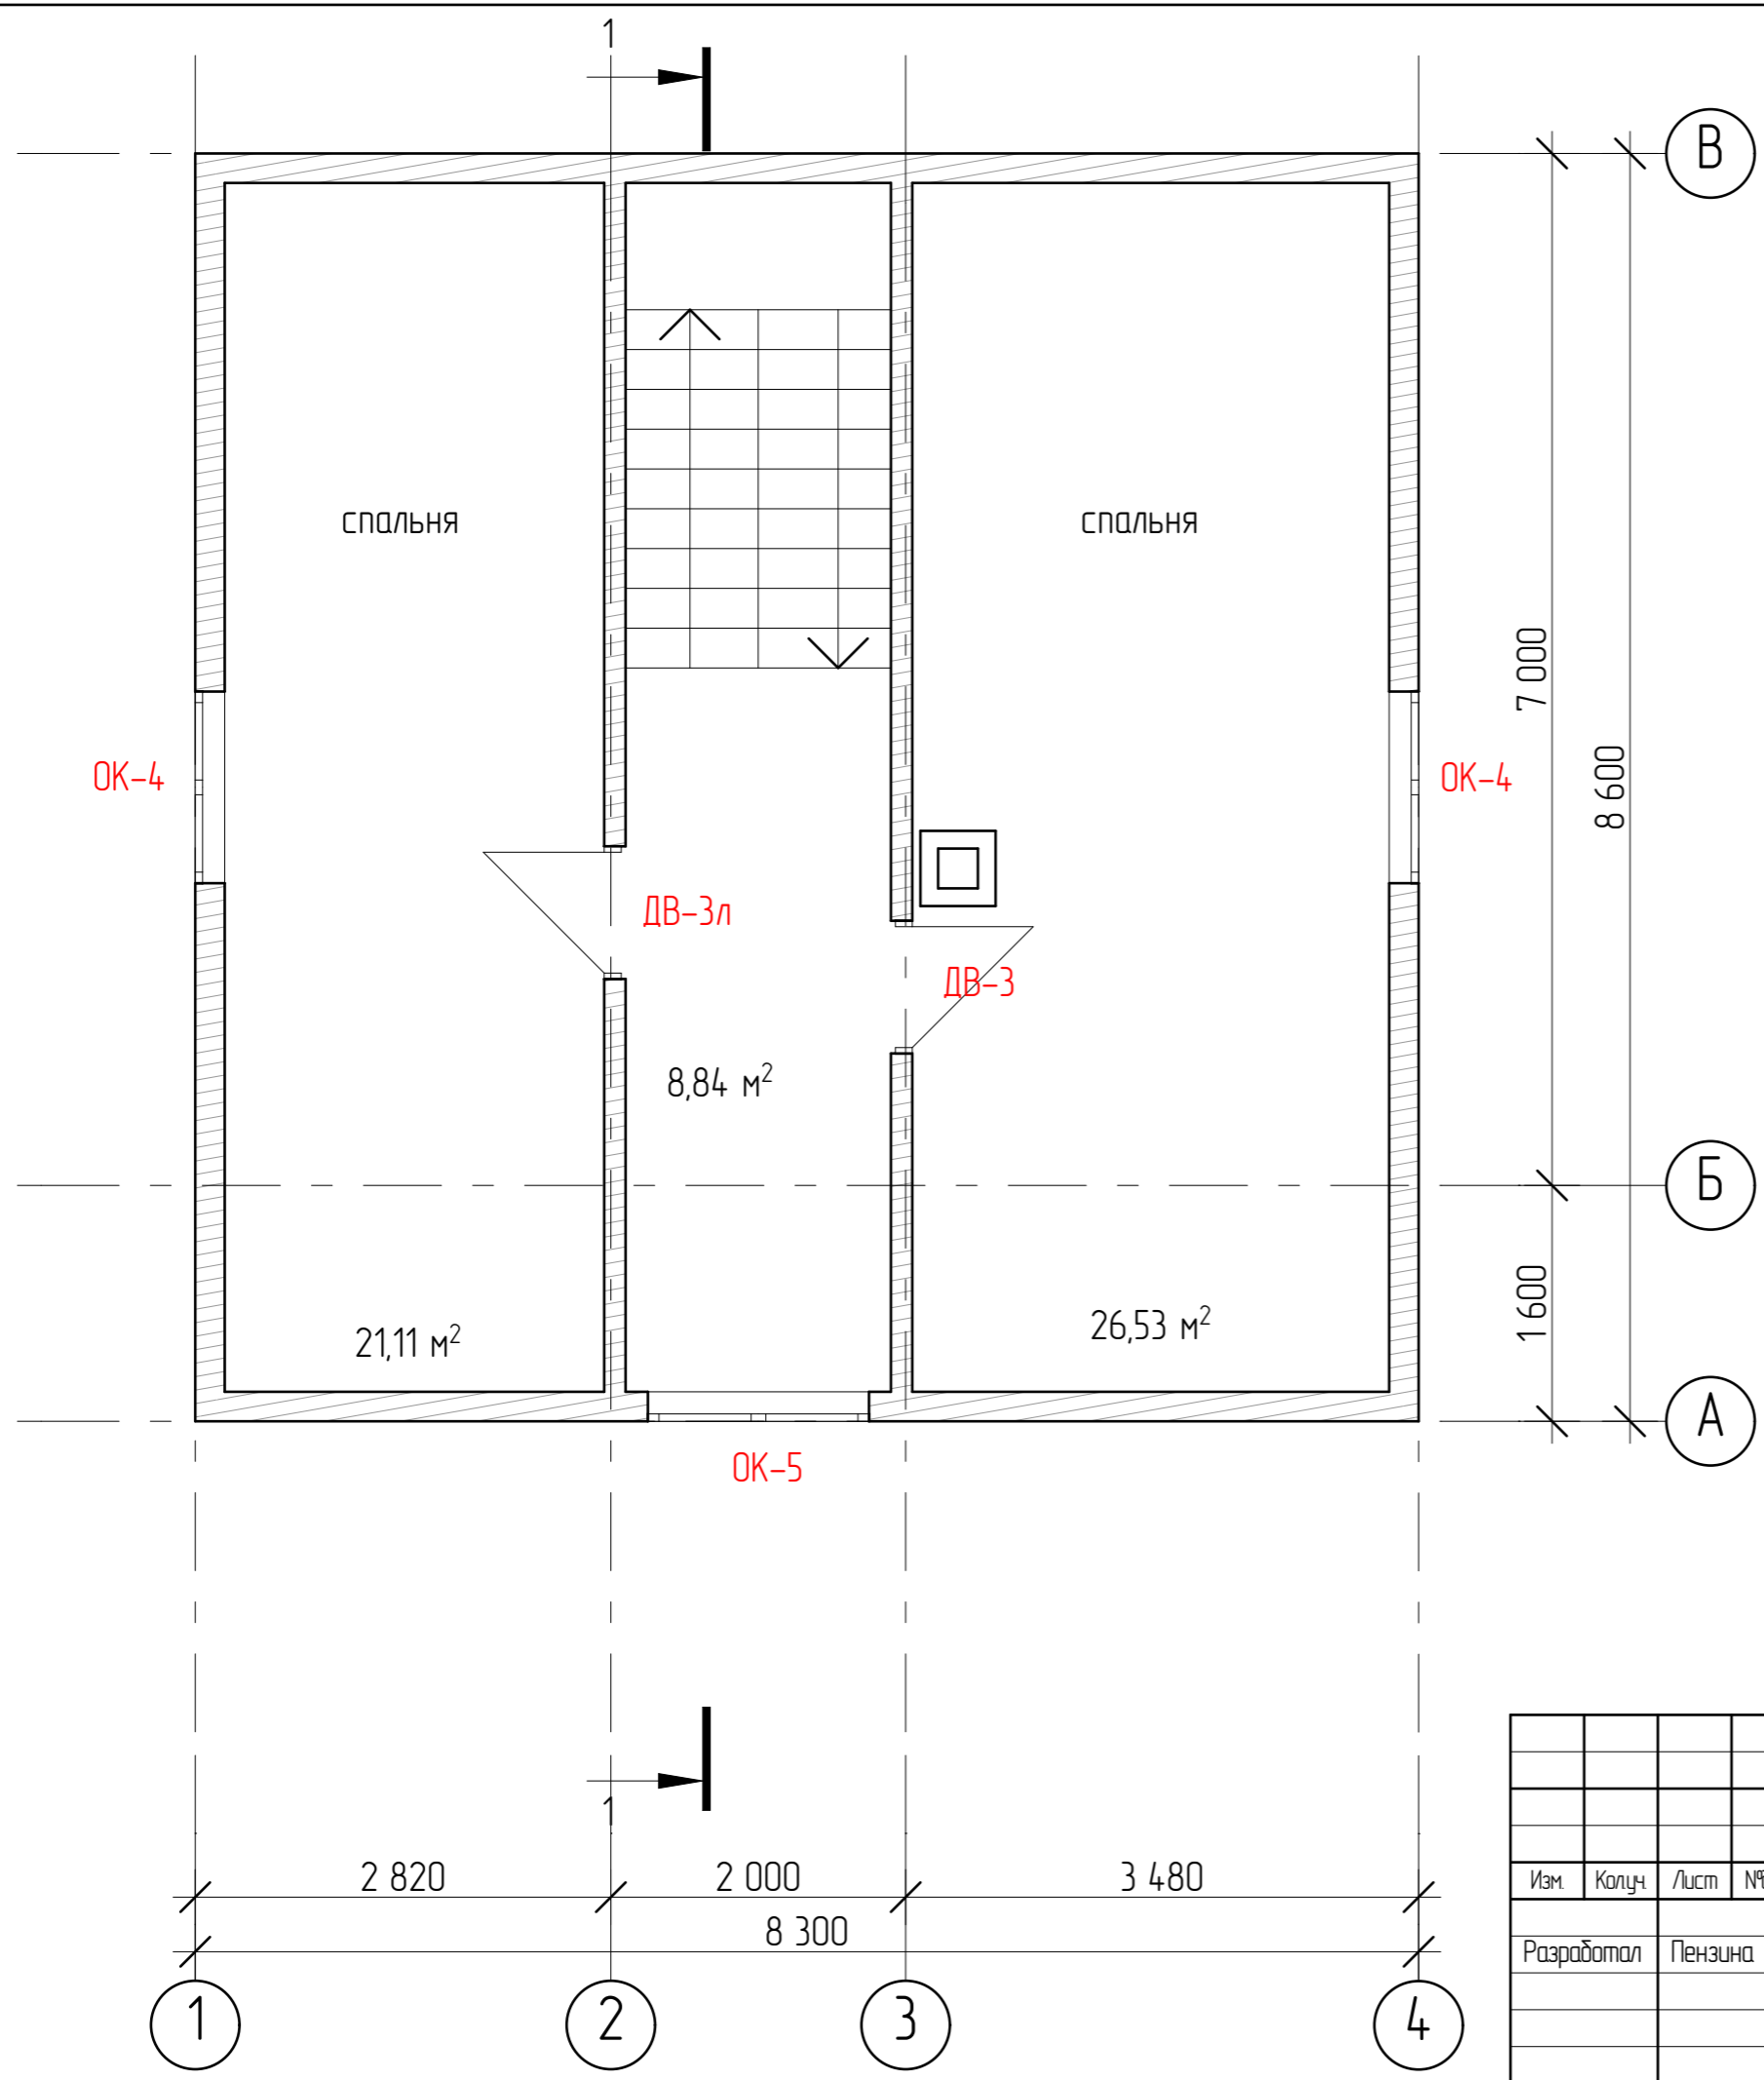 1
В
спальня
спальня
7 000
ОК-4
ОК-4
8 600
ДВ-3л
ДВ-3
8,84 м²
Б
1 600
26,53 м²
21,11 м²
А
ОК-5
1
2 820
2 000
3 480
8 300
Изм. Кол.уч. Лист
Разработал Пензина
1
2
3
4